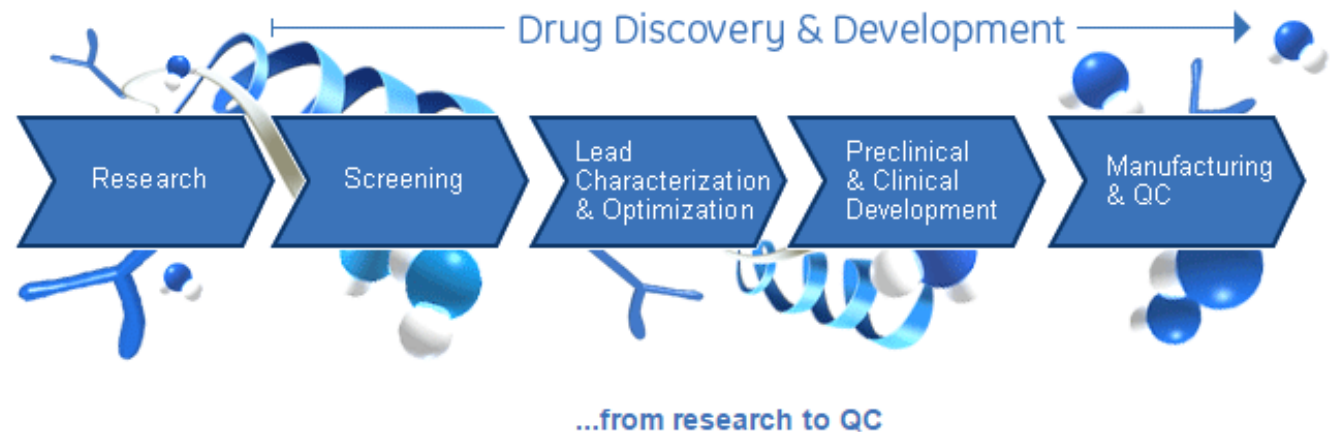 Drug Discovery & Development
Research
Screening
Lead
Characterization
& Optimization
Preclinical
& Clinical
Development
Manufacturing
& QC
...from research to QC